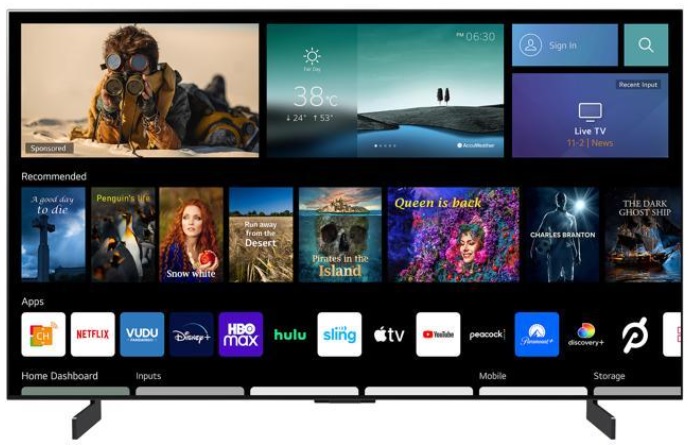 Sponsored
Fair Day
38°C
↓ 24° ↑ 53°
PM 06:30
AccuWeather
Sign In
Recent Input
Live TV
11-2 | News
Recommended
A good day
to die
Penguin's life
Snow white
Run away
from the
Desert
Pirates in the
Island
Queen is back
CHARLES BRANTON
THE DARK
GHOST SHIP
Apps
CH
NETFLIX
VUDU
Disney+
HBO
max
hulu
sling
tv
YouTube
peacock
Paramount+
discovery+
Home Dashboard
Inputs
Mobile
Storage